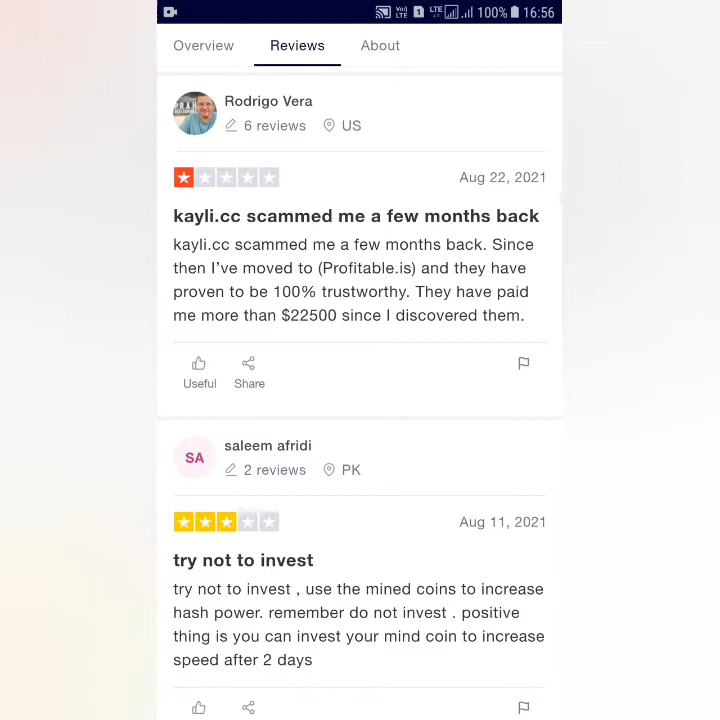 Vo) LTE 1 LTE 100% 16:56
Overview Reviews About
Rodrigo Vera
6 reviews US
Aug 22, 2021
kayli.cc scammed me a few months back
kayli.cc scammed me a few months back. Since
then I've moved to (Profitable.is) and they have
proven to be 100% trustworthy. They have paid
me more than $22500 since I discovered them.
Useful Share
SA
saleem afridi
2 reviews PK
Aug 11, 2021
try not to invest
try not to invest , use the mined coins to increase
hash power. remember do not invest . positive
thing is you can invest your mind coin to increase
speed after 2 days